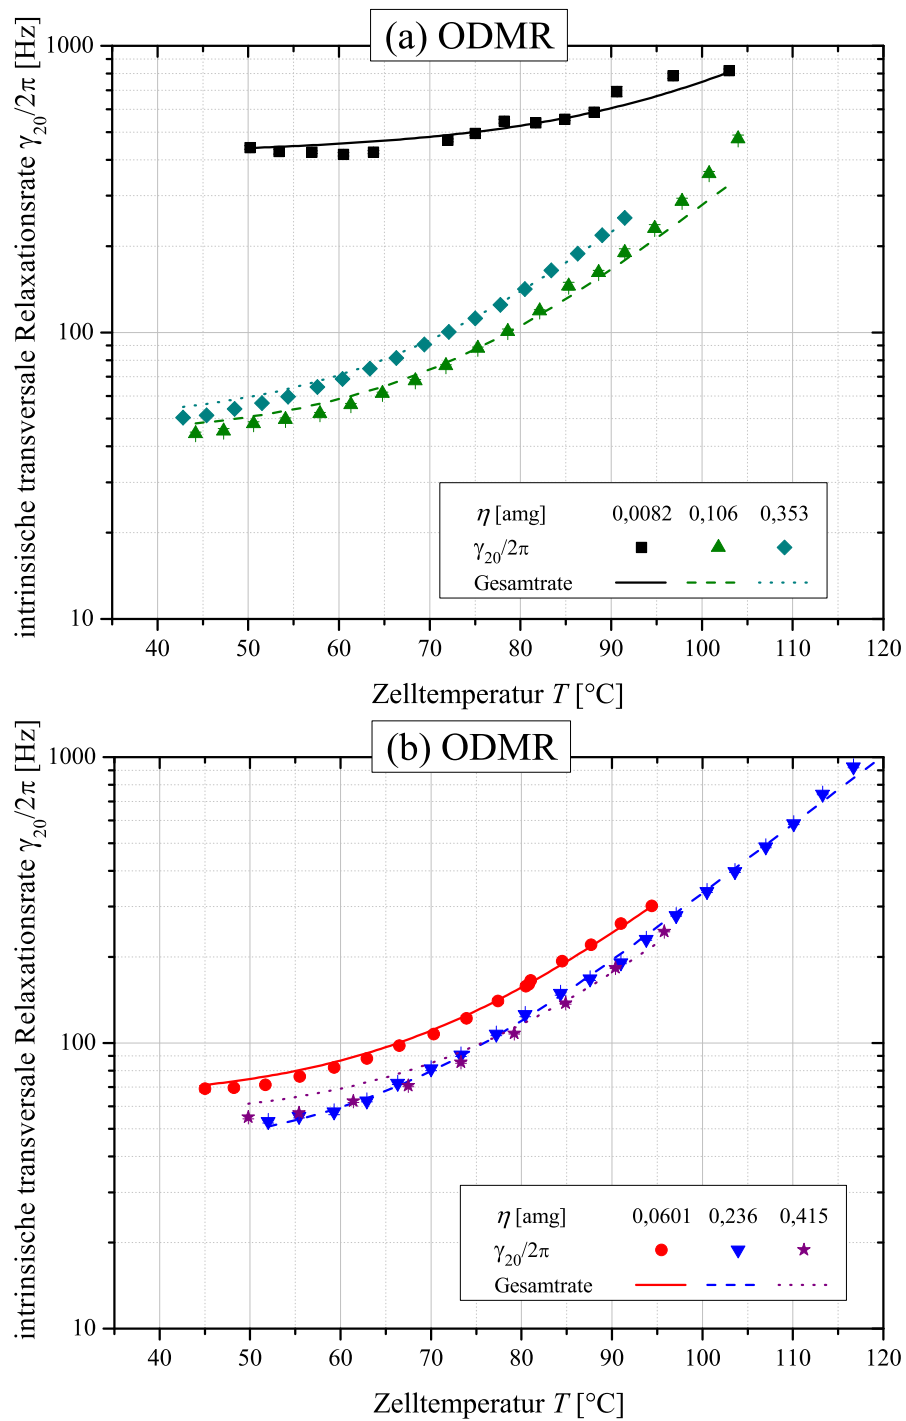 (a) ODMR
intrinsische transversale Relaxationsrate γ20/2π [Hz]
1000
100
10
η [amg] 0,0082 0,106 0,353
γ20/2π
Gesamtrate
40 50 60 70 80 90 100 110 120
Zelltemperatur T [°C]
(b) ODMR
intrinsische transversale Relaxationsrate γ20/2π [Hz]
1000
100
10
η [amg] 0,0601 0,236 0,415
γ20/2π
Gesamtrate
40 50 60 70 80 90 100 110 120
Zelltemperatur T [°C]